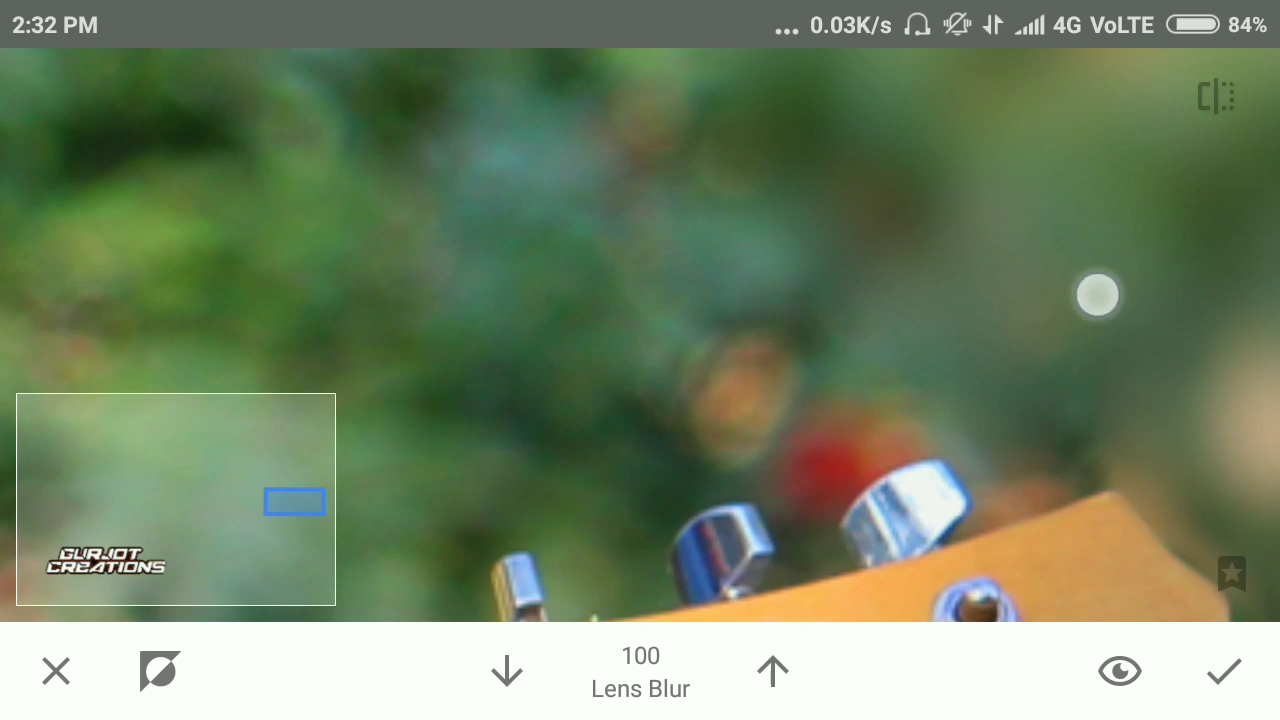 2:32 PM
... 0.03K/s 4G VoLTE 84%
GURJOT
CREATIONS
100
Lens Blur